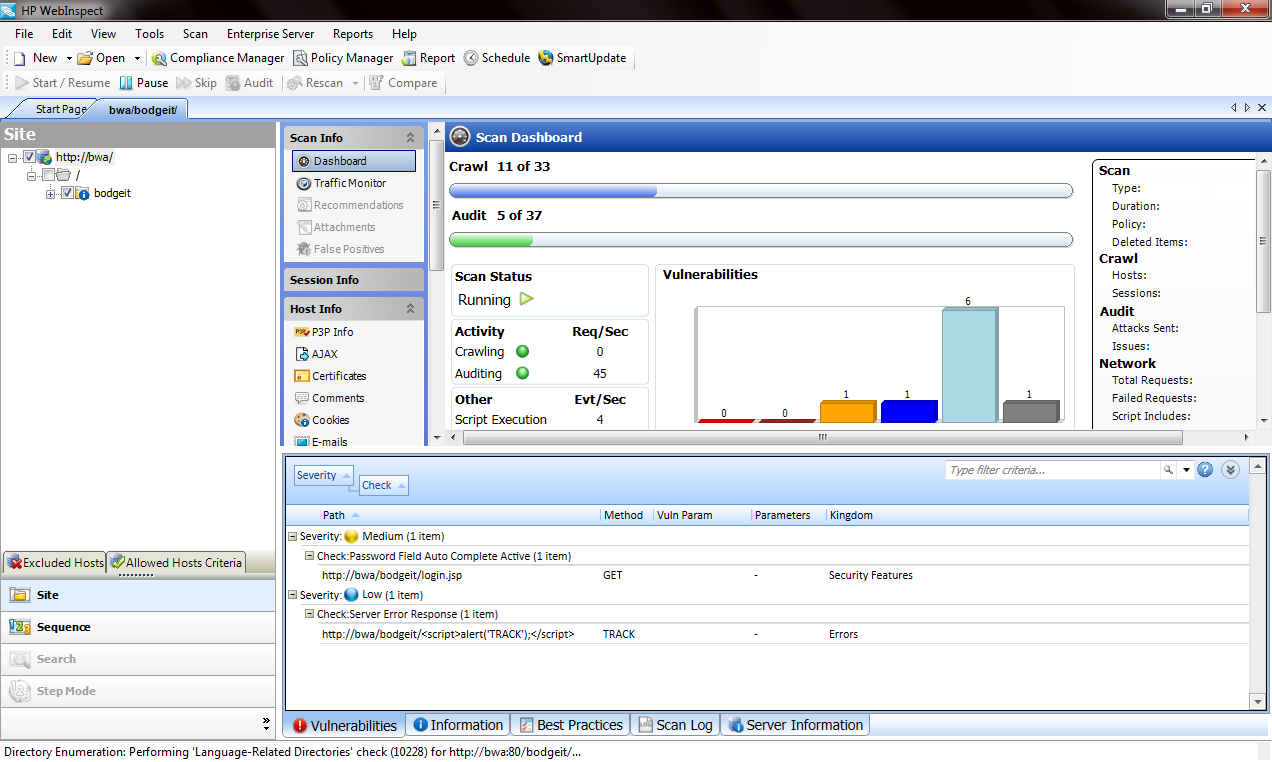 HP WebInspect
File Edit View Tools Scan Enterprise Server Reports Help
New Open Compliance Manager Policy Manager Report Schedule SmartUpdate
Start / Resume Pause Skip Audit Rescan Compare
Start Page bwa/bodgeit/
Site
http://bwa/
/
bodgeit
Excluded Hosts Allowed Hosts Criteria
Site
Sequence
Search
Step Mode
Scan Info
Dashboard
Traffic Monitor
Recommendations
Attachments
False Positives
Session Info
Host Info
P3P P3P Info
AJAX
Certificates
Comments
Cookies
E-mails
Scan Dashboard
Crawl 11 of 33
Audit 5 of 37
Scan Status
Running
Activity Req/Sec
Crawling 0
Auditing 45
Other Evt/Sec
Script Execution 4
Vulnerabilities
0 0 1 1 6 1
Scan
Type:
Duration:
Policy:
Deleted Items:
Crawl
Hosts:
Sessions:
Audit
Attacks Sent:
Issues:
Network
Total Requests:
Failed Requests:
Script Includes:
Severity
Check
Type filter criteria...
Path Method Vuln Param Parameters Kingdom
Severity: Medium (1 item)
Check:Password Field Auto Complete Active (1 item)
http://bwa/bodgeit/login.jsp GET - Security Features
Severity: Low (1 item)
Check:Server Error Response (1 item)
http://bwa/bodgeit/<script>alert('TRACK');</script> TRACK - Errors
Vulnerabilities Information Best Practices Scan Log Server Information
Directory Enumeration: Performing 'Language-Related Directories' check (10228) for http://bwa:80/bodgeit/...